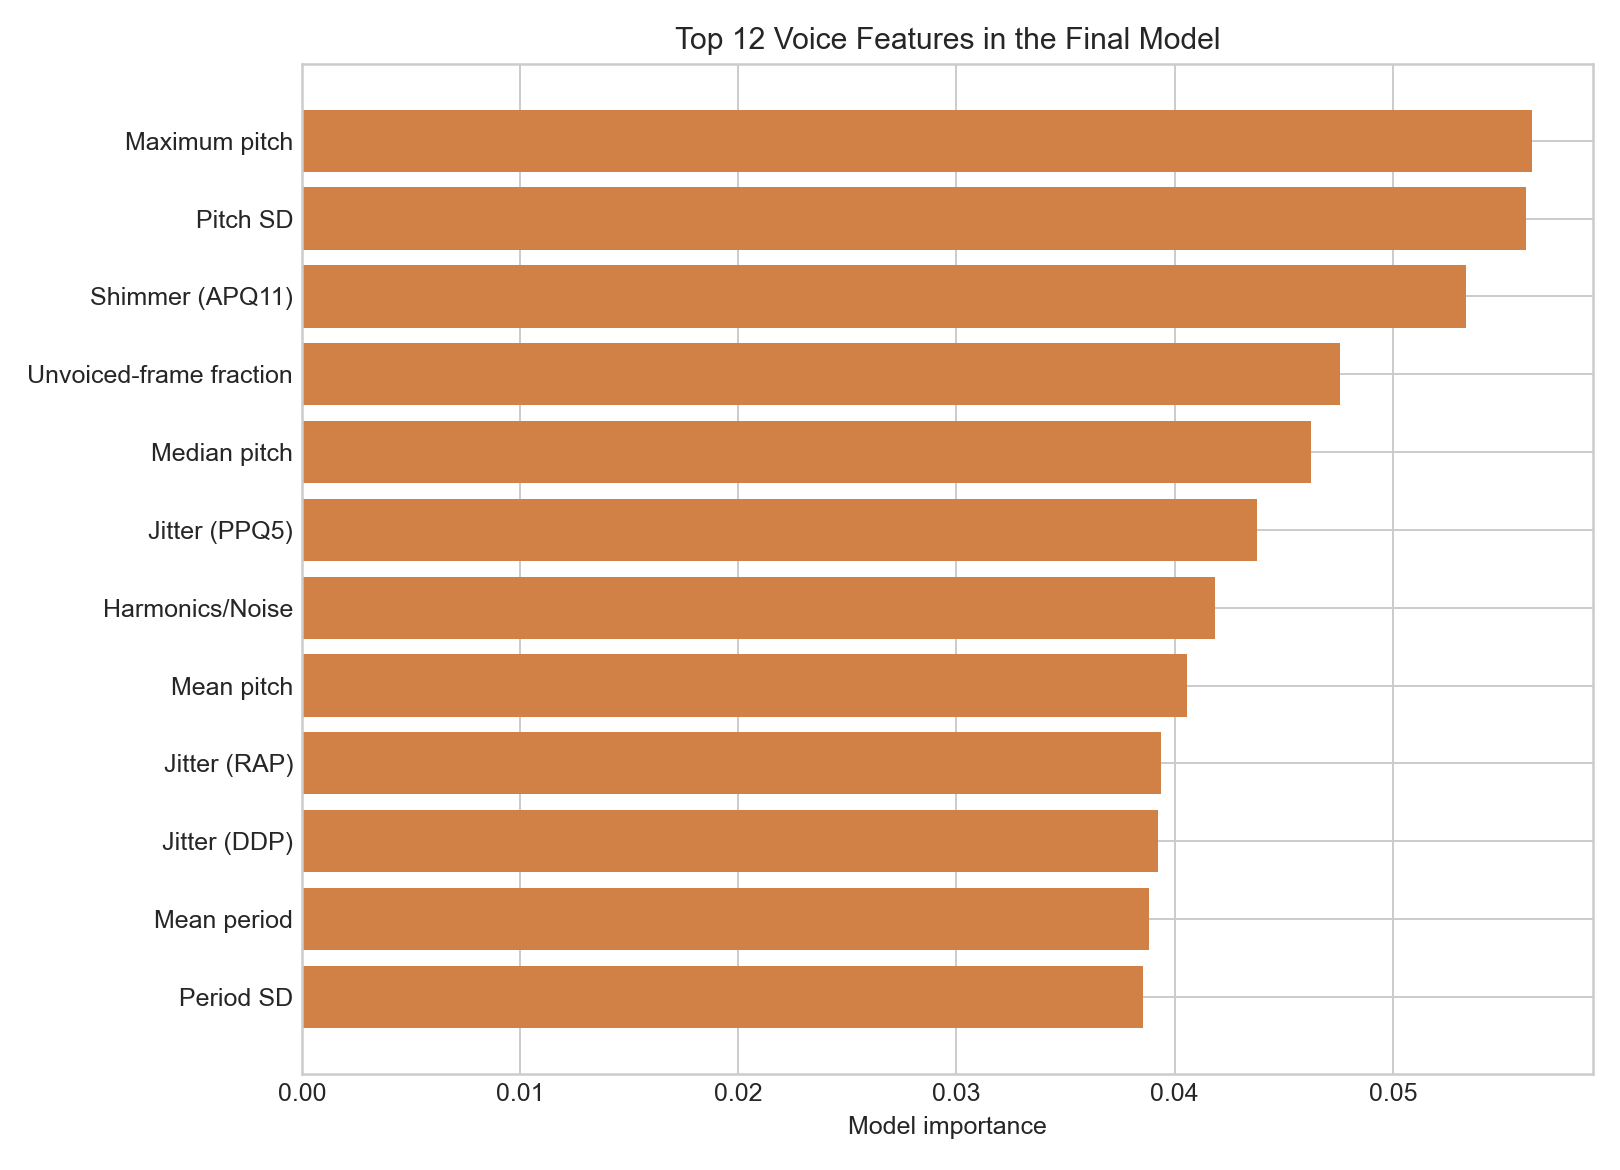 Top 12 Voice Features in the Final Model
Maximum pitch
Pitch SD
Shimmer (APQ11)
Unvoiced-frame fraction
Median pitch
Jitter (PPQ5)
Harmonics/Noise
Mean pitch
Jitter (RAP)
Jitter (DDP)
Mean period
Period SD
0.00 0.01 0.02 0.03 0.04 0.05
Model importance